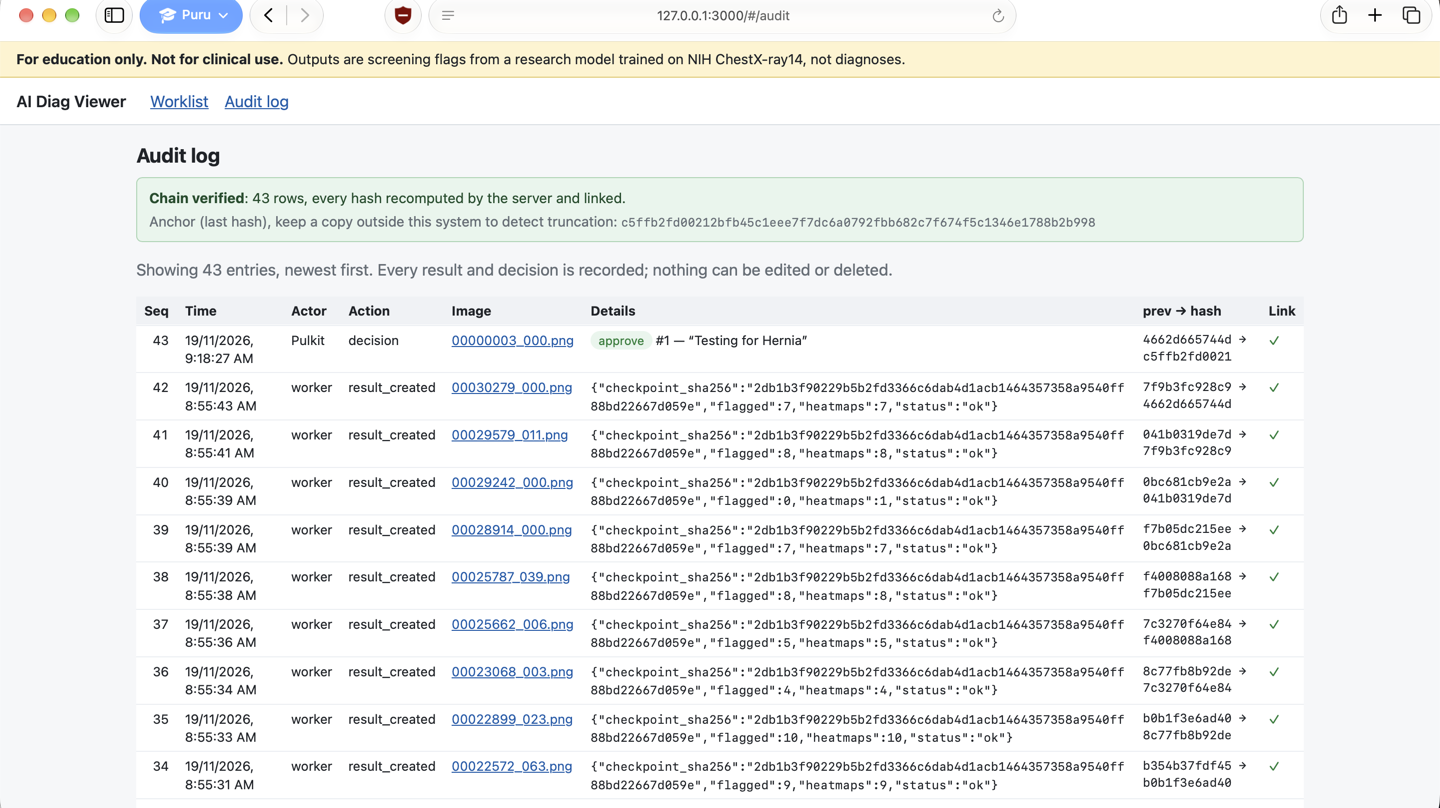 Puru
127.0.0.1:3000/#/audit
For education only. Not for clinical use. Outputs are screening flags from a research model trained on NIH ChestX-ray14, not diagnoses.
AI Diag Viewer Worklist Audit log
Audit log
Chain verified: 43 rows, every hash recomputed by the server and linked.
Anchor (last hash), keep a copy outside this system to detect truncation: c5ffb2fd00212bfb45c1eee7f7dc6a0792fbb682c7f674f5c1346e1788b2b998
Showing 43 entries, newest first. Every result and decision is recorded; nothing can be edited or deleted.
Seq Time Actor Action Image Details prev → hash Link
43 19/11/2026, Pulkit decision 00000003_000.png approve #1 — “Testing for Hernia” 4662d665744d → ✓
9:18:27 AM c5ffb2fd0021
42 19/11/2026, worker result_created 00030279_000.png {"checkpoint_sha256":"2db1b3f90229b5b2fd3366c6dab4d1acb1464357358a9540ff 7f9b3fc928c9 → ✓
8:55:43 AM 88bd22667d059e","flagged":7,"heatmaps":7,"status":"ok"} 4662d665744d
41 19/11/2026, worker result_created 00029579_011.png {"checkpoint_sha256":"2db1b3f90229b5b2fd3366c6dab4d1acb1464357358a9540ff 041b0319de7d → ✓
8:55:41 AM 88bd22667d059e","flagged":8,"heatmaps":8,"status":"ok"} 7f9b3fc928c9
40 19/11/2026, worker result_created 00029242_000.png {"checkpoint_sha256":"2db1b3f90229b5b2fd3366c6dab4d1acb1464357358a9540ff 0bc681cb9e2a → ✓
8:55:39 AM 88bd22667d059e","flagged":0,"heatmaps":1,"status":"ok"} 041b0319de7d
39 19/11/2026, worker result_created 00028914_000.png {"checkpoint_sha256":"2db1b3f90229b5b2fd3366c6dab4d1acb1464357358a9540ff f7b05dc215ee → ✓
8:55:39 AM 88bd22667d059e","flagged":7,"heatmaps":7,"status":"ok"} 0bc681cb9e2a
38 19/11/2026, worker result_created 00025787_039.png {"checkpoint_sha256":"2db1b3f90229b5b2fd3366c6dab4d1acb1464357358a9540ff f4008088a168 → ✓
8:55:38 AM 88bd22667d059e","flagged":8,"heatmaps":8,"status":"ok"} f7b05dc215ee
37 19/11/2026, worker result_created 00025662_006.png {"checkpoint_sha256":"2db1b3f90229b5b2fd3366c6dab4d1acb1464357358a9540ff 7c3270f64e84 → ✓
8:55:36 AM 88bd22667d059e","flagged":5,"heatmaps":5,"status":"ok"} f4008088a168
36 19/11/2026, worker result_created 00023068_003.png {"checkpoint_sha256":"2db1b3f90229b5b2fd3366c6dab4d1acb1464357358a9540ff 8c77fb8b92de → ✓
8:55:34 AM 88bd22667d059e","flagged":4,"heatmaps":4,"status":"ok"} 7c3270f64e84
35 19/11/2026, worker result_created 00022899_023.png {"checkpoint_sha256":"2db1b3f90229b5b2fd3366c6dab4d1acb1464357358a9540ff b0b1f3e6ad40 → ✓
8:55:33 AM 88bd22667d059e","flagged":10,"heatmaps":10,"status":"ok"} 8c77fb8b92de
34 19/11/2026, worker result_created 00022572_063.png {"checkpoint_sha256":"2db1b3f90229b5b2fd3366c6dab4d1acb1464357358a9540ff b354b37fdf45 → ✓
8:55:31 AM 88bd22667d059e","flagged":9,"heatmaps":9,"status":"ok"} b0b1f3e6ad40